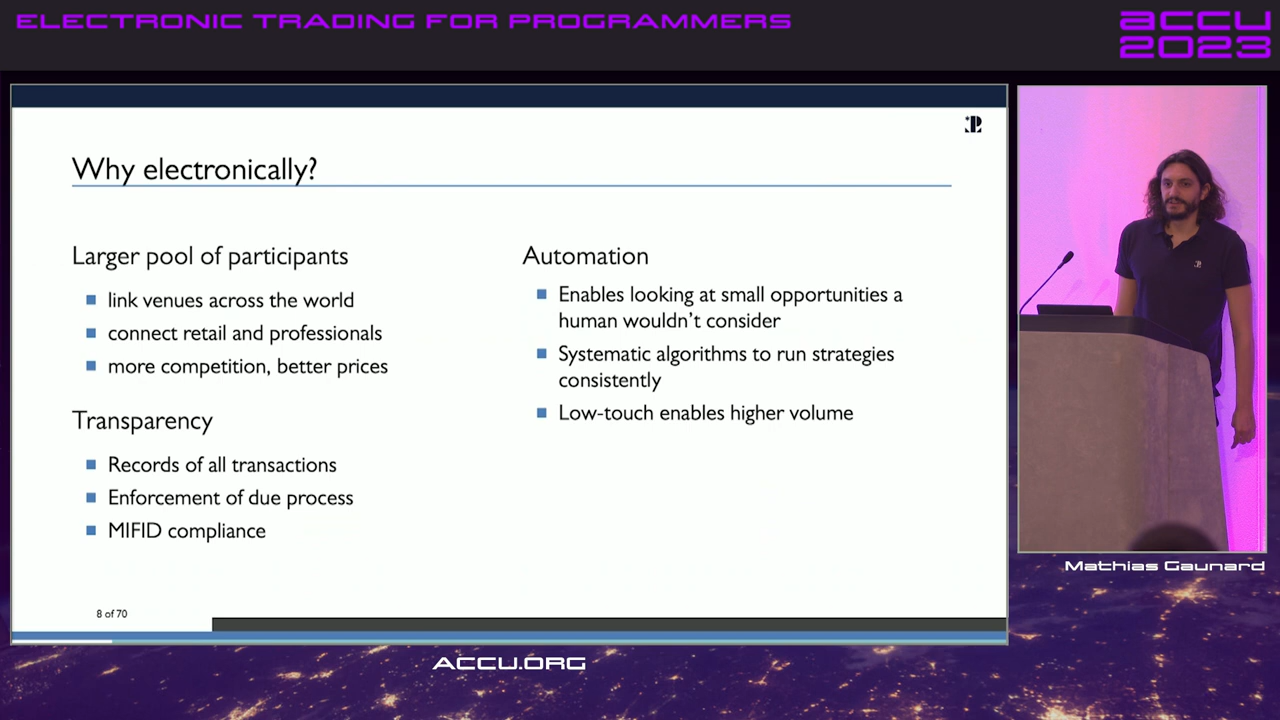 ELECTRONIC TRADING FOR PROGRAMMERS
accu
2023
Why electronically?
Larger pool of participants
link venues across the world
connect retail and professionals
more competition, better prices
Transparency
Records of all transactions
Enforcement of due process
MIFID compliance
Automation
Enables looking at small opportunities a
human wouldn't consider
Systematic algorithms to run strategies
consistently
Low-touch enables higher volume
8 of 70
Mathias Gaunard
ACCU.ORG